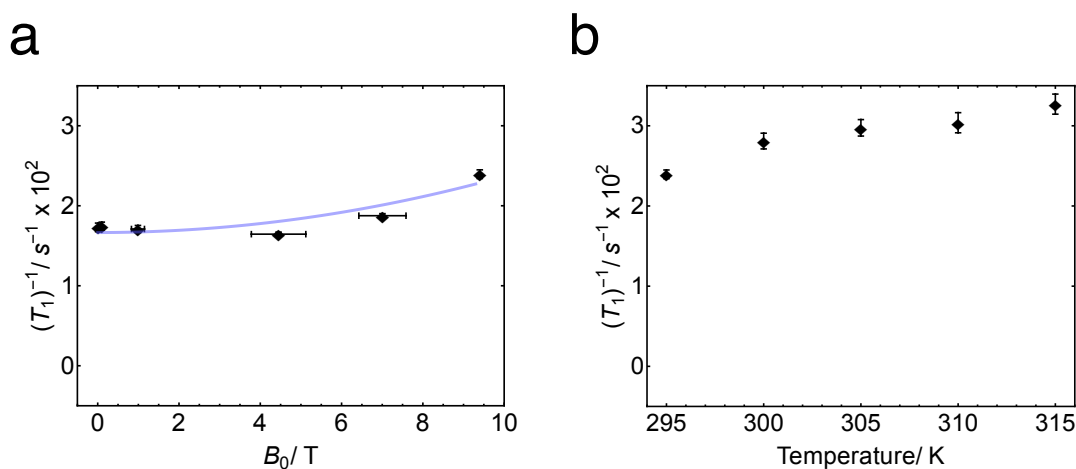 a
b
3
2
1
0
(T₁)⁻¹/ s⁻¹ x 10²
0 2 4 6 8 10
B₀/ T
3
2
1
0
(T₁)⁻¹/ s⁻¹ x 10²
295 300 305 310 315
Temperature/ K